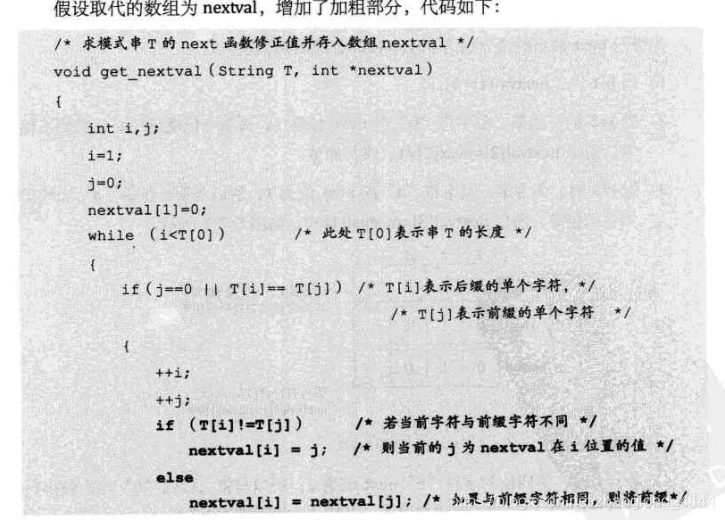 假设取代的数组为 nextval，增加了加粗部分，代码如下：
/* 求模式串 T 的 next 函数修正值并存入数组 nextval */
void get_nextval(String T, int *nextval)
{
int i,j;
i=1;
j=0;
nextval[1]=0;
while (i<T[0]) /* 此处 T[0]表示串 T 的长度 */
{
if(j==0 || T[i]== T[j]) /* T[i]表示后缀的单个字符，*/
/* T[j]表示前缀的单个字符 */
{
++i;
++j;
if (T[i]!=T[j]) /* 若当前字符与前缀字符不同 */
nextval[i] = j; /* 则当前的 j 为 nextval 在 i 位置的值 */
else
nextval[i] = nextval[j]; /* 如果与前缀字符相同，则将前缀*/